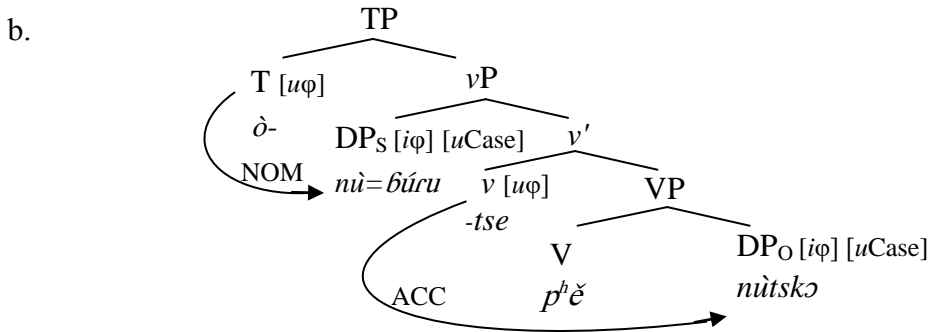 b.
TP
T [uφ] vP
ò- DPS [iφ] [uCase] v′
NOM nù=ɓúru v [uφ] VP
-tse V DPO [iφ] [uCase]
ACC pʰě nùtskɔ